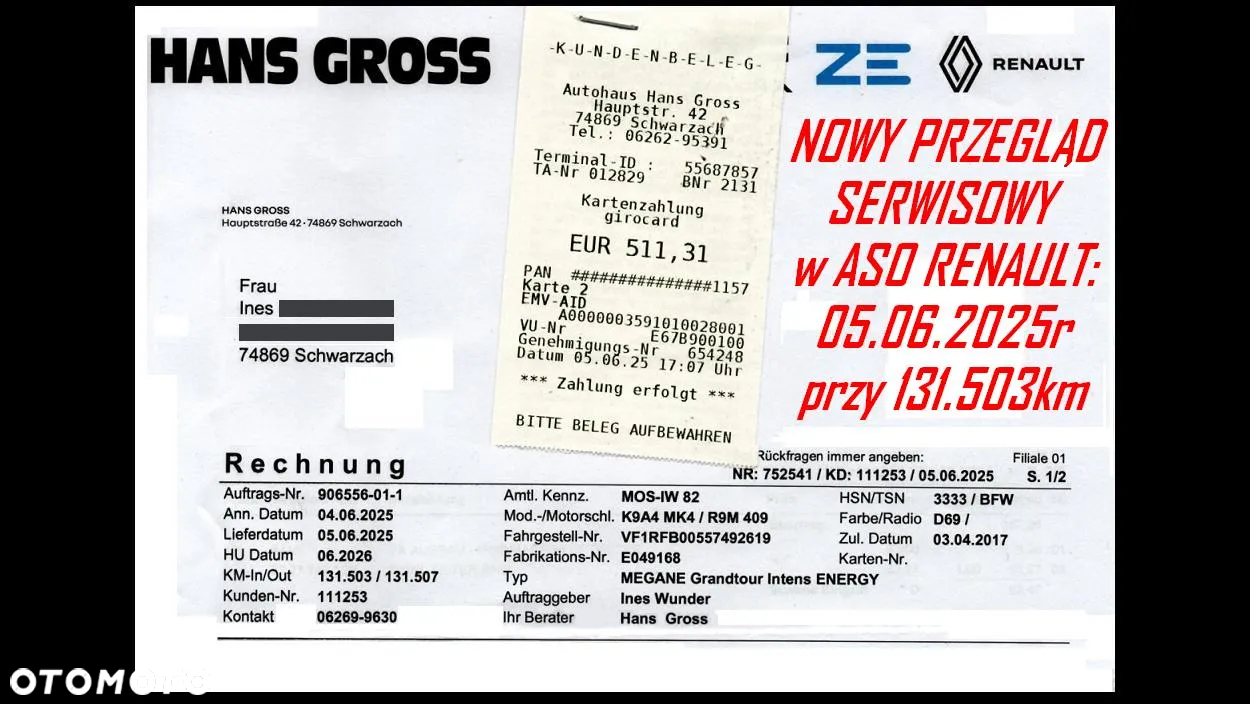 HANS GROSS
ZE RENAULT
-K-U-N-D-E-N-B-E-L-E-G-
Autohaus Hans Gross
Hauptstr. 42
74869 Schwarzach
Tel.: 06262-95391
Terminal-ID : 55687857
TA-Nr 012829 BNr 2131
Kartenzahlung
girocard
EUR 511,31
PAN ###############1157
Karte 2
EMV-AID
A0000003591010028001
VU-Nr E67B900100
Genehmigungs-Nr 654248
Datum 05.06.25 17:07 Uhr
*** Zahlung erfolgt ***
BITTE BELEG AUFBEWAHREN
NOWY PRZEGLĄD
SERWISOWY
w ASO RENAULT:
05.06.2025r
przy 131.503km
HANS GROSS
Hauptstraße 42 · 74869 Schwarzach
Frau
Ines
74869 Schwarzach
Rechnung
Rückfragen immer angeben: Filiale 01
NR: 752541 / KD: 111253 / 05.06.2025 S. 1/2
Auftrags-Nr. 906556-01-1 Amtl. Kennz. MOS-IW 82 HSN/TSN 3333 / BFW
Ann. Datum 04.06.2025 Mod.-/Motorschl. K9A4 MK4 / R9M 409 Farbe/Radio D69 /
Lieferdatum 05.06.2025 Fahrgestell-Nr. VF1RFB00557492619 Zul. Datum 03.04.2017
HU Datum 06.2026 Fabrikations-Nr. E049168 Karten-Nr.
KM-In/Out 131.503 / 131.507 Typ MEGANE Grandtour Intens ENERGY
Kunden-Nr. 111253 Auftraggeber Ines Wunder
Kontakt 06269-9630 Ihr Berater Hans Gross
OTOMOTO